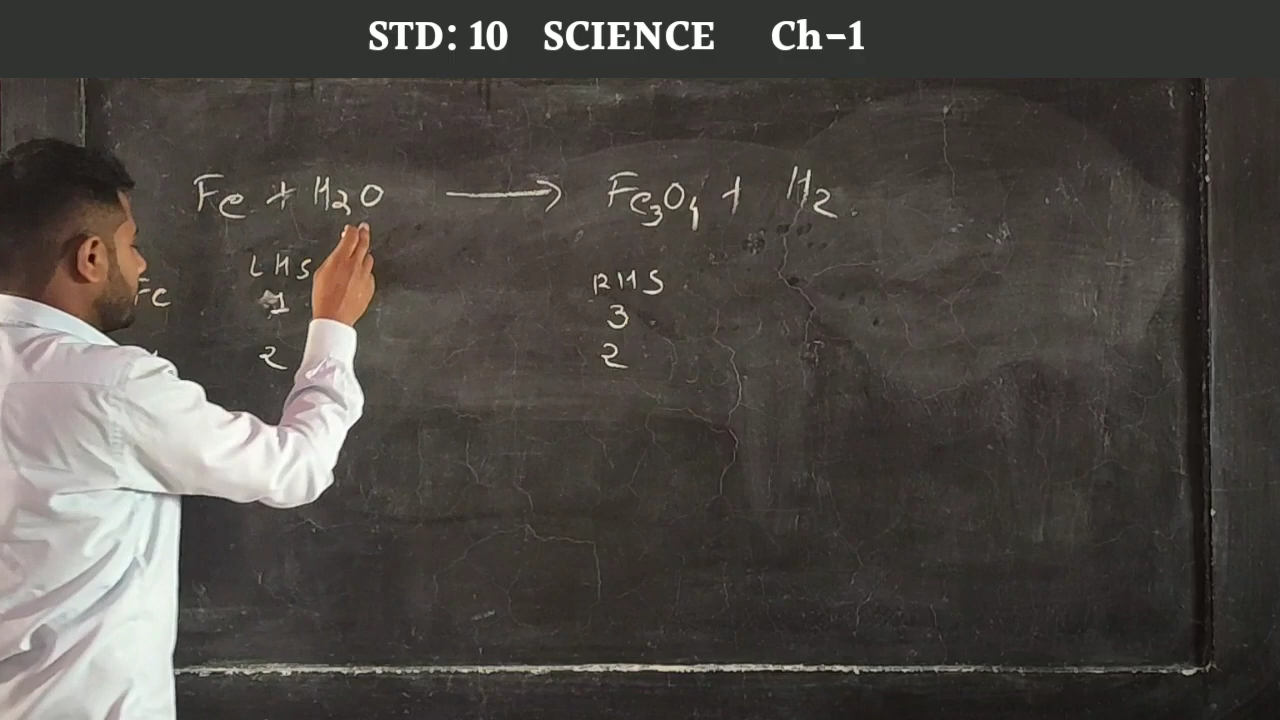 STD: 10 SCIENCE Ch-1
Fe + H₂O ⟶ Fe₃O₄ + H₂
LHS RHS
Fe 1 3
2 2